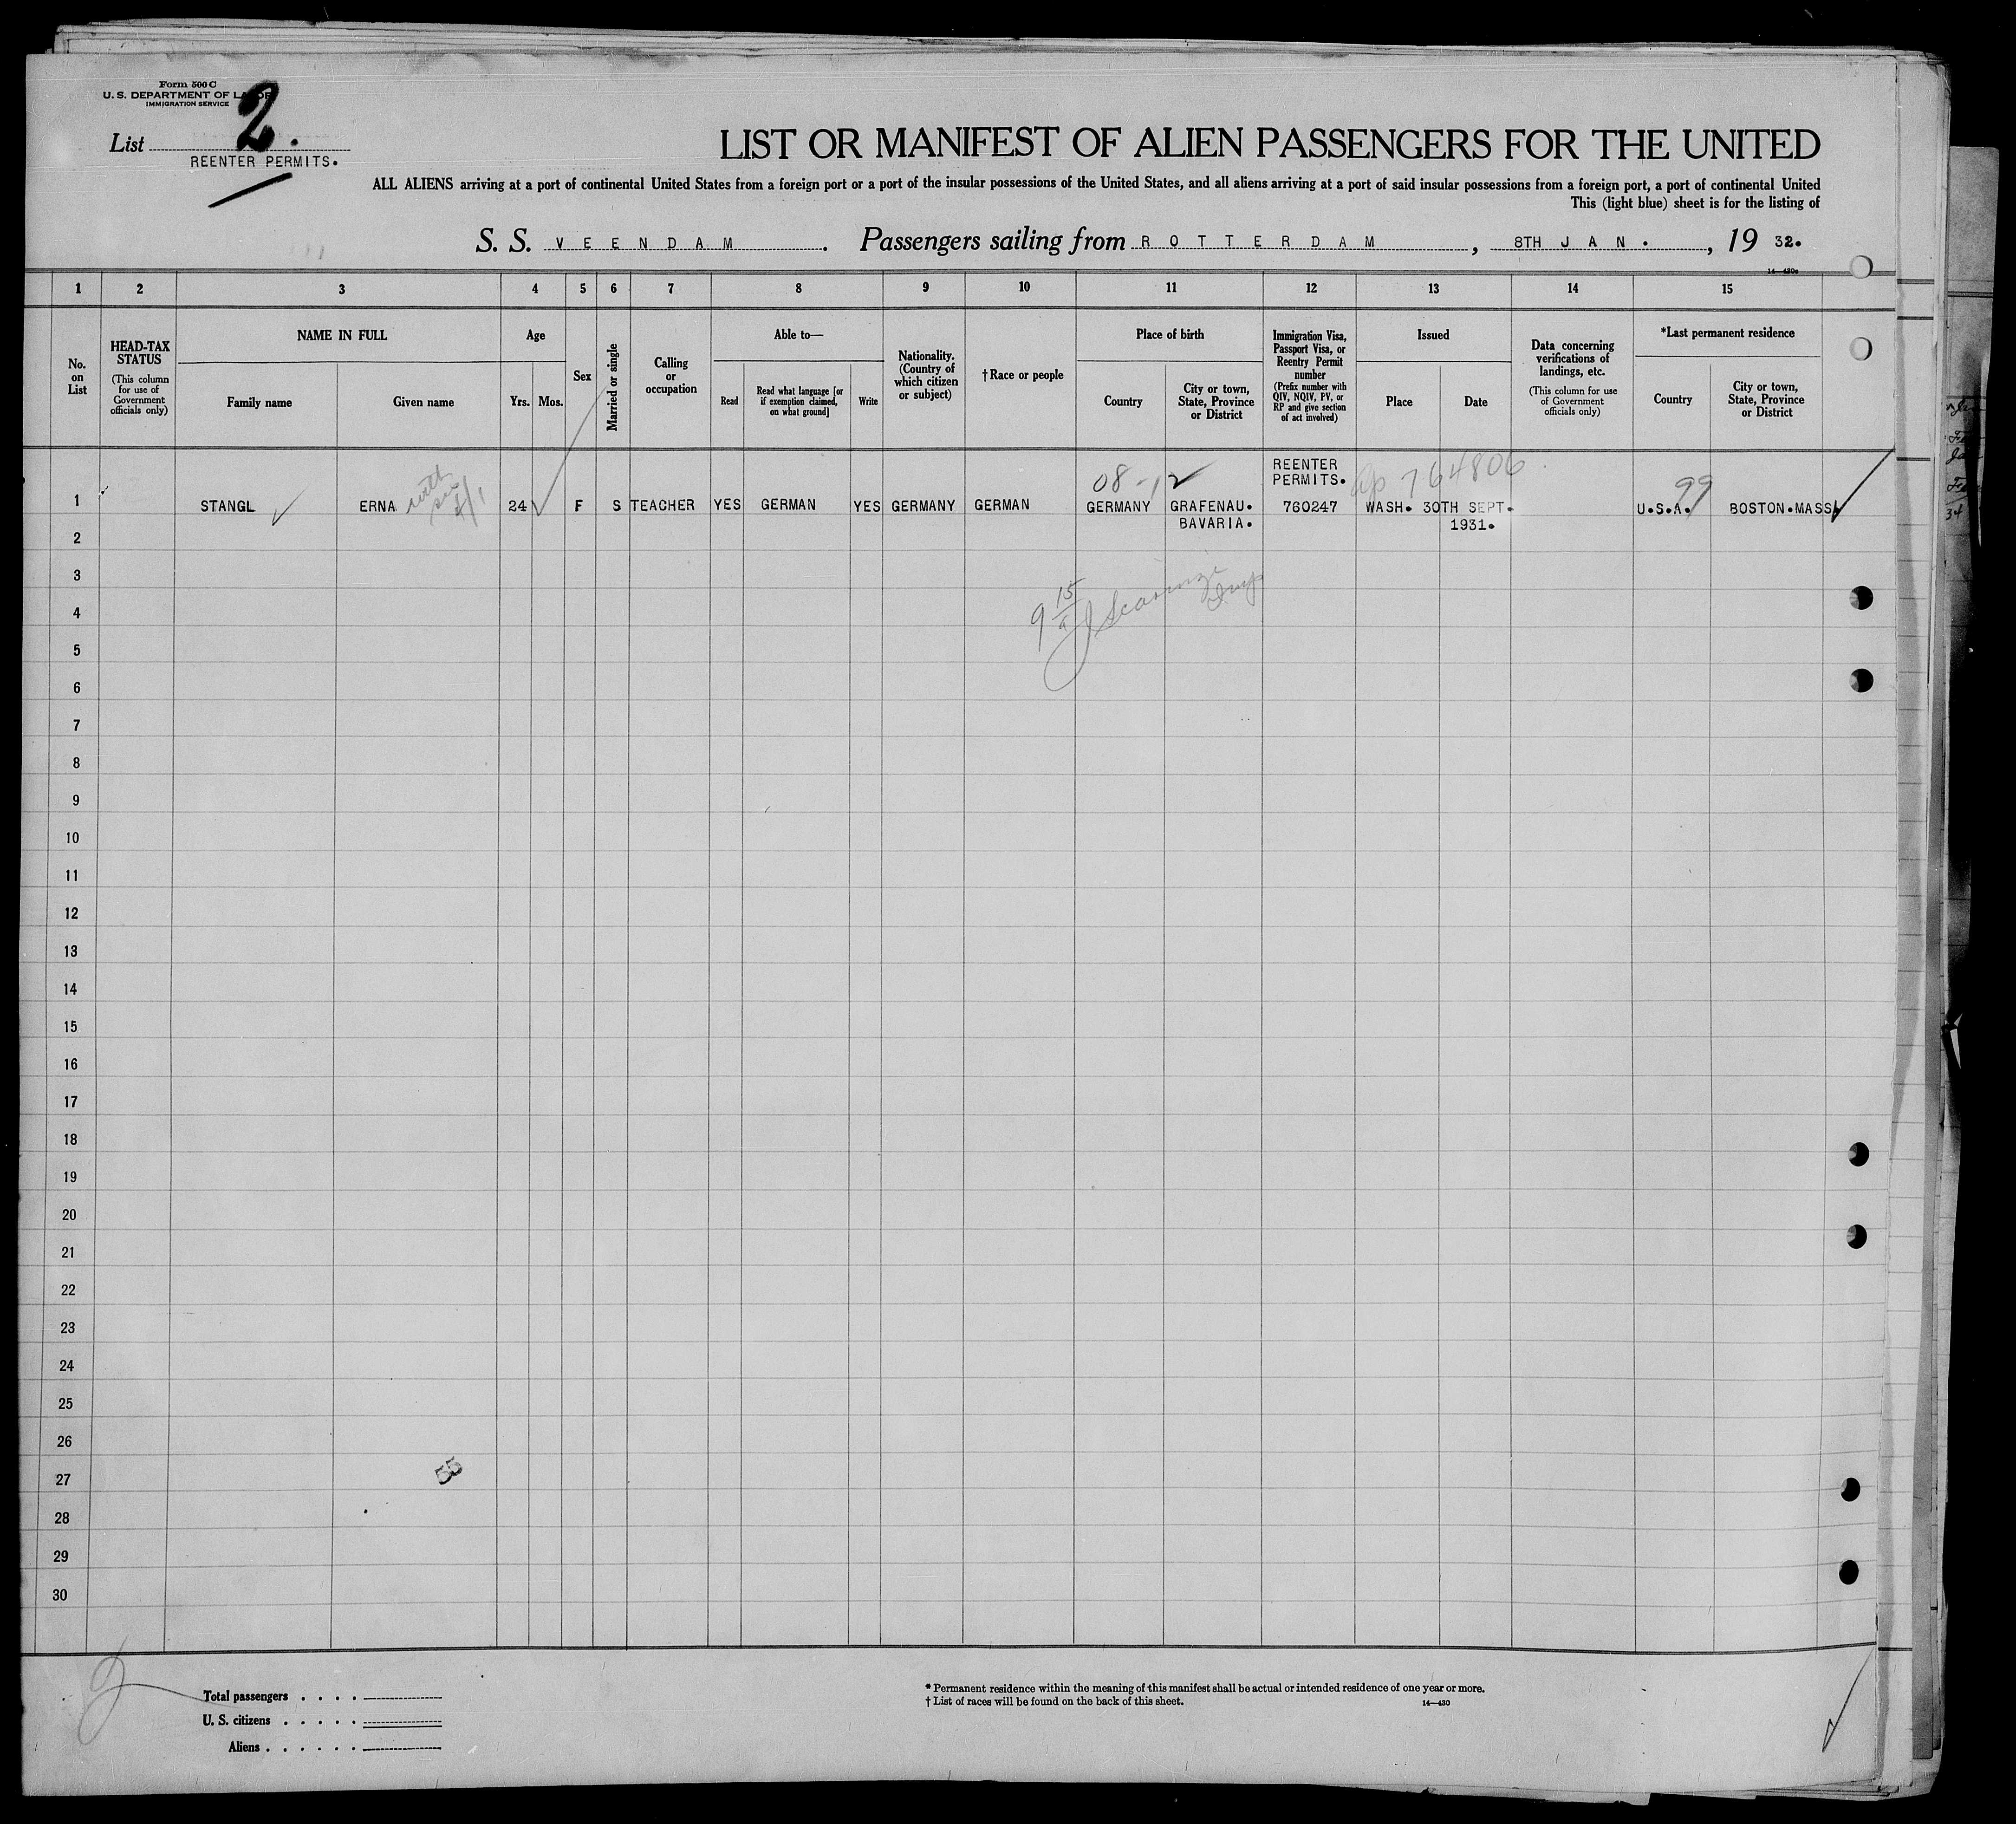 Form 500 C
U. S. DEPARTMENT OF LABOR
IMMIGRATION SERVICE
List 2.
REENTER PERMITS.
LIST OR MANIFEST OF ALIEN PASSENGERS FOR THE UNITED
ALL ALIENS arriving at a port of continental United States from a foreign port or a port of the insular possessions of the United States, and all aliens arriving at a port of said insular possessions from a foreign port, a port of continental United
This (light blue) sheet is for the listing of
S. S. VEENDAM . Passengers sailing from ROTTERDAM , 8TH JAN. , 19 32.
14—430a
1 2 3 4 5 6 7 8 9 10 11 12 13 14 15
No. on List
HEAD-TAX STATUS
(This column for use of Government officials only)
NAME IN FULL
Family name
Given name
Age
Yrs. Mos.
Sex
Married or single
Calling or occupation
Able to—
Read
Read what language [or if exemption claimed, on what ground]
Write
Nationality. (Country of which citizen or subject)
† Race or people
Place of birth
Country
City or town, State, Province or District
Immigration Visa, Passport Visa, or Reentry Permit number
(Prefix number with QIV, NQIV, PV, or RP and give section of act involved)
Issued
Place
Date
Data concerning verifications of landings, etc.
(This column for use of Government officials only)
*Last permanent residence
Country
City or town, State, Province or District
REENTER
PERMITS.
08-12
764806
99
with
1 STANGL ERNA 24 F S TEACHER YES GERMAN YES GERMANY GERMAN GERMANY GRAFENAU. 760247 WASH. 30TH SEPT. U.S.A. BOSTON.MASS
BAVARIA. 1931.
2
3
4
9 15
5
6
7
8
9
10
11
12
13
14
15
16
17
18
19
20
21
22
23
24
25
26
27
55
28
29
30
Total passengers . . . .
U. S. citizens . . . . .
Aliens . . . . . .
* Permanent residence within the meaning of this manifest shall be actual or intended residence of one year or more.
† List of races will be found on the back of this sheet.
14—430